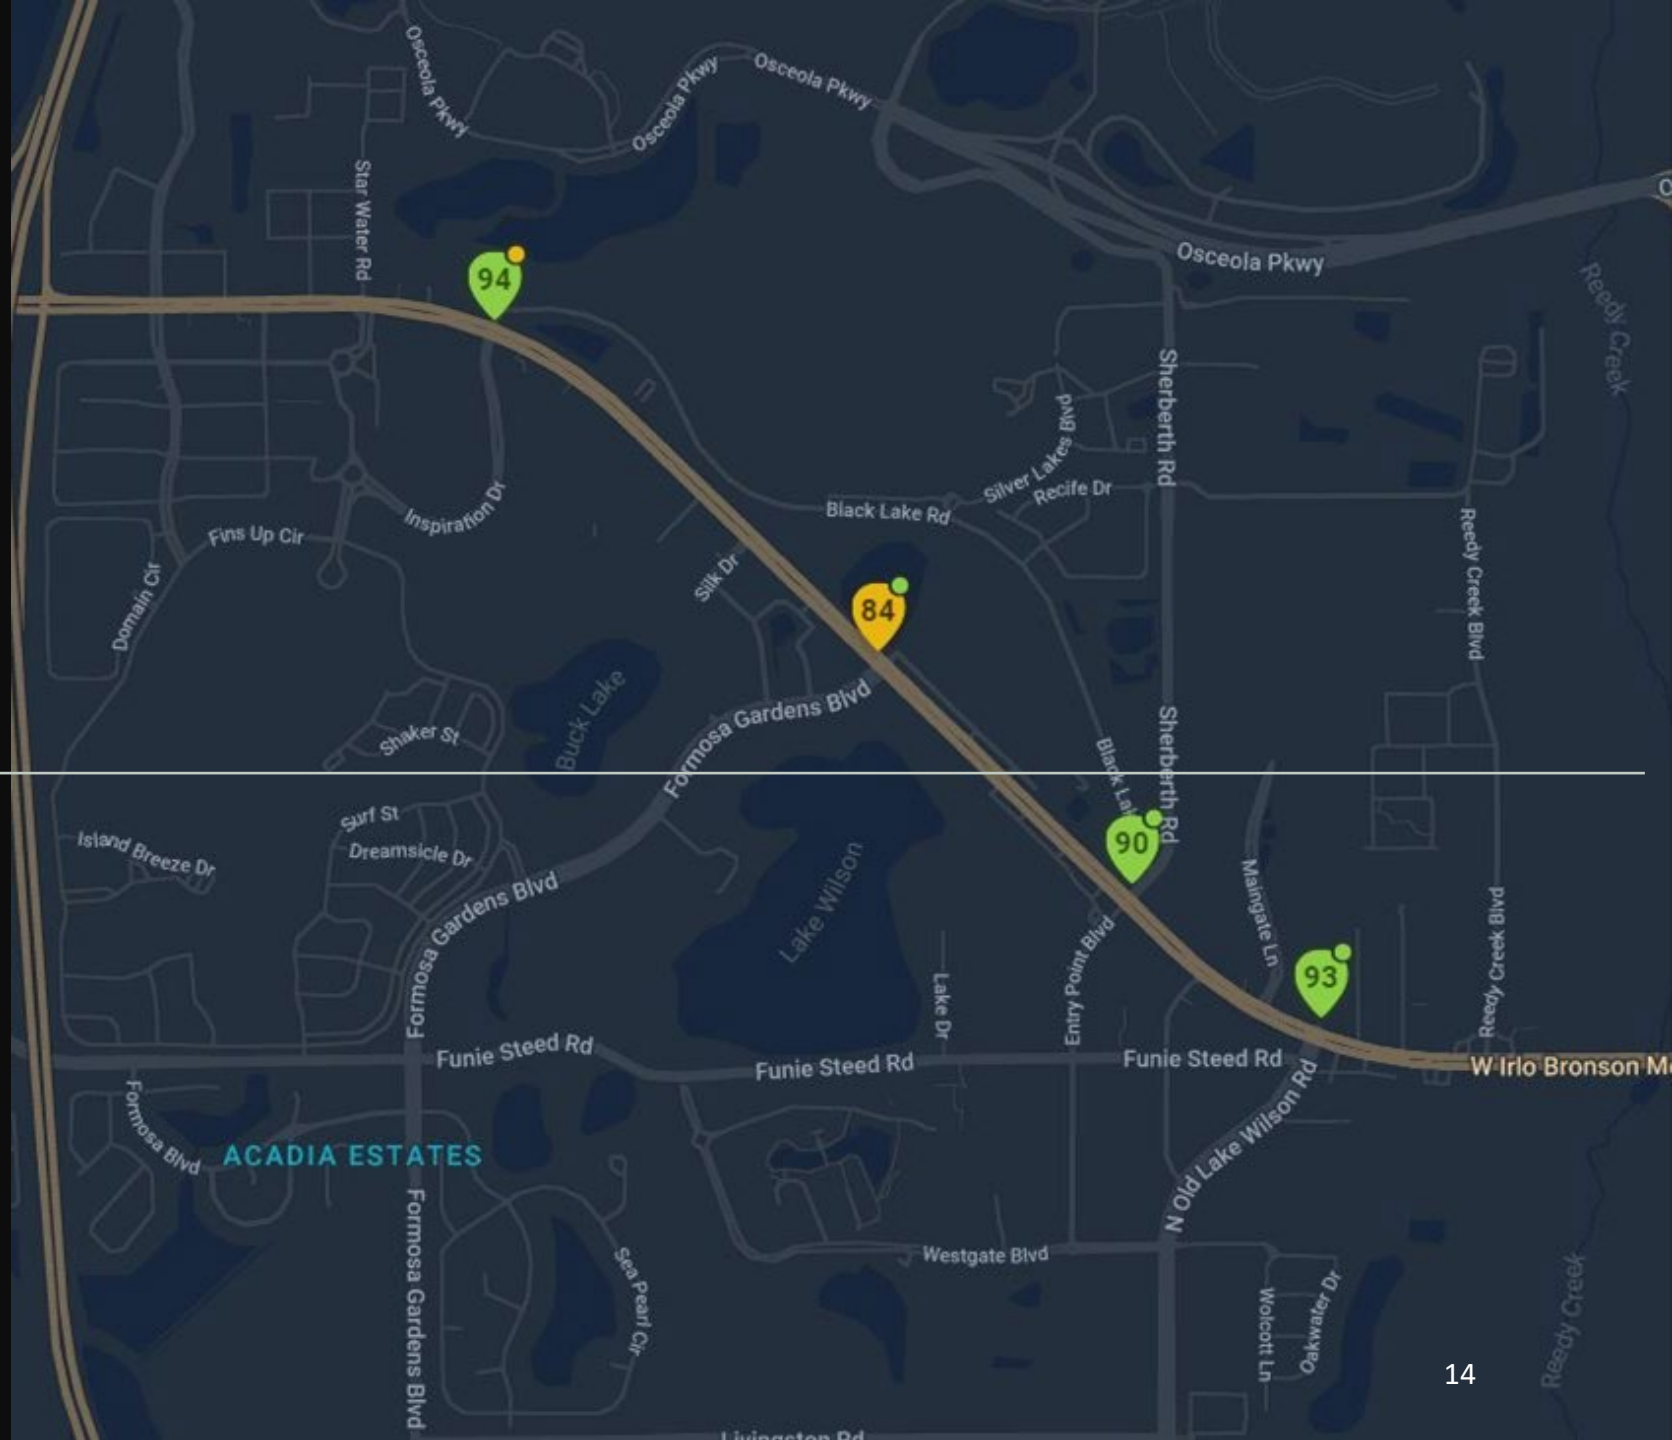 Osceola Pkwy
Osceola Pkwy
Osceola Pkwy
O
Star Water Rd
Osceola Pkwy
94
Reedy Creek
Sherberth Rd
Silver Lakes Blvd
Recife Dr
Inspiration Dr
Black Lake Rd
Fins Up Cir
Reedy Creek Blvd
Silk Dr
Domain Cir
84
Buck Lake
Formosa Gardens Blvd
Shaker St
Sherberth Rd
Black Lak
Surf St
Island Breeze Dr
Dreamsicle Dr
90
Lake Wilson
Maingate Ln
Formosa Gardens Blvd
Entry Point Blvd
Reedy Creek Blvd
93
Lake Dr
Funie Steed Rd
Funie Steed Rd
Funie Steed Rd
W Irlo Bronson Me
Formosa Blvd
ACADIA ESTATES
N Old Lake Wilson Rd
Formosa Gardens Blvd
Westgate Blvd
Sea Pearl Cir
Wolcott Ln
Oakwater Dr
Reedy Creek
14
Livingston Rd